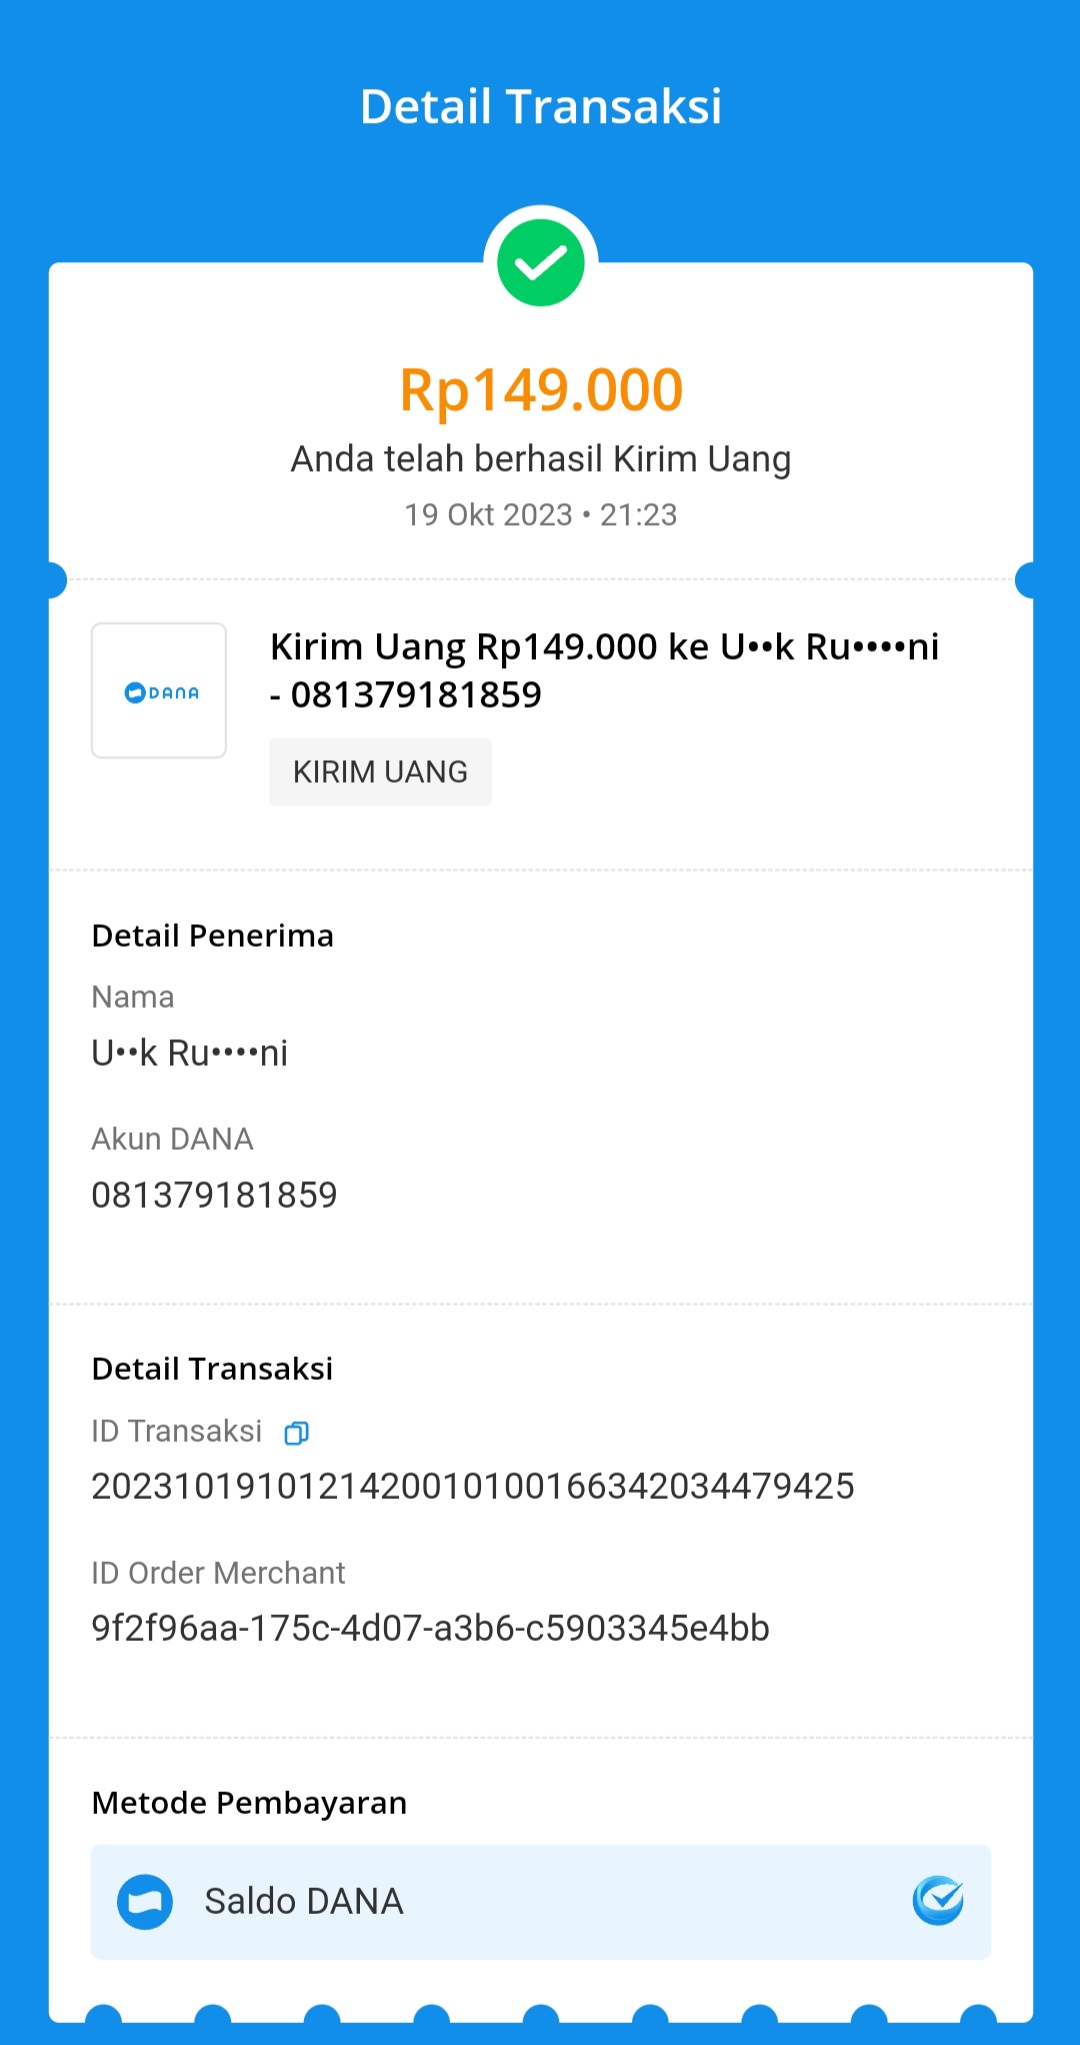 Detail Transaksi
Rp149.000
Anda telah berhasil Kirim Uang
19 Okt 2023 • 21:23
DANA
Kirim Uang Rp149.000 ke U••k Ru••••ni
- 081379181859
KIRIM UANG
Detail Penerima
Nama
U••k Ru••••ni
Akun DANA
081379181859
Detail Transaksi
ID Transaksi
2023101910121420010100166342034479425
ID Order Merchant
9f2f96aa-175c-4d07-a3b6-c5903345e4bb
Metode Pembayaran
Saldo DANA